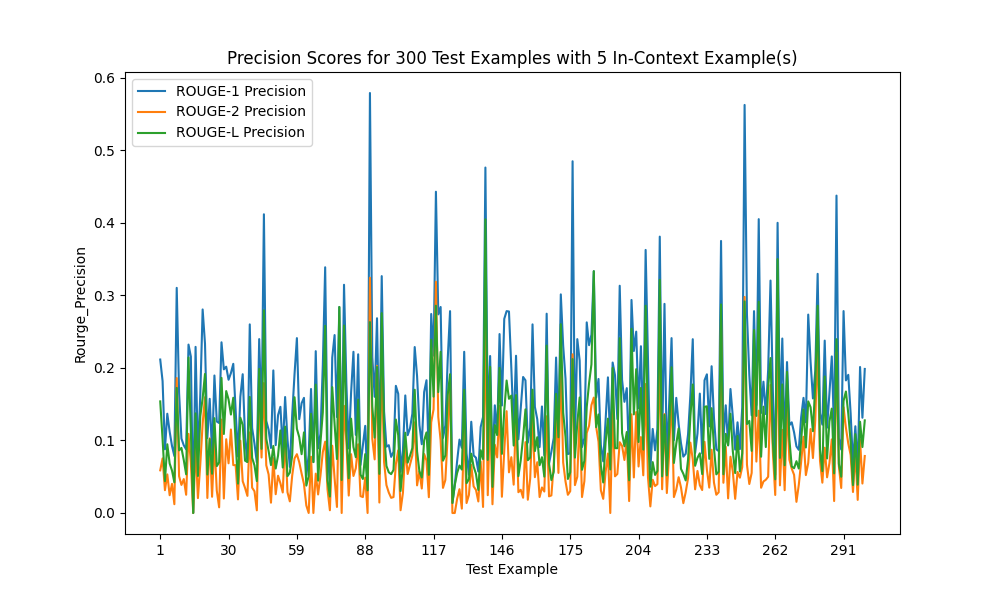 Precision Scores for 300 Test Examples with 5 In-Context Example(s)
ROUGE-1 Precision
ROUGE-2 Precision
ROUGE-L Precision
Rourge_Precision
0.6
0.5
0.4
0.3
0.2
0.1
0.0
1 30 59 88 117 146 175 204 233 262 291
Test Example